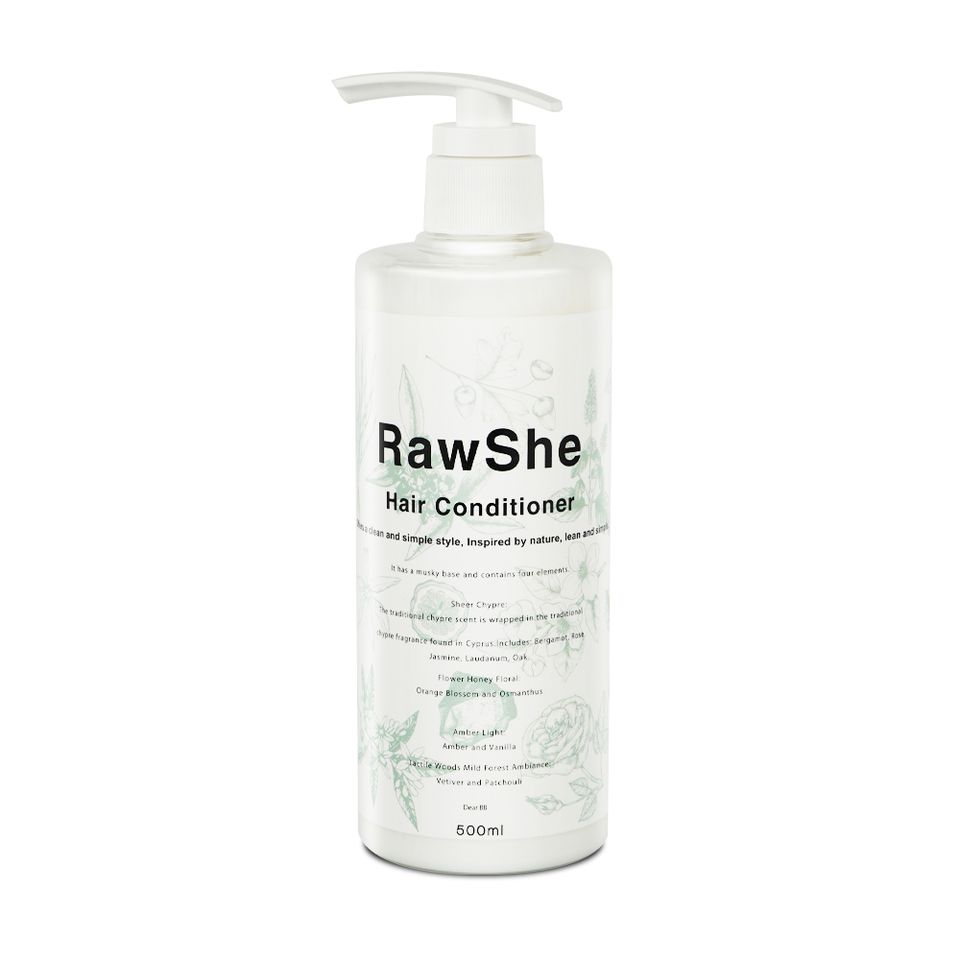 RawShe
Hair Conditioner
a clean and simple style, Inspired by nature, lean and simple
It has a musky base and contains four elements.
Sheer Chypre:
The traditional chypre scent is wrapped in the traditional
chypre fragrance found in Cyprus.Includes: Bergamot, Rose,
Jasmine, Laudanum, Oak.
Flower Honey Floral:
Orange Blossom and Osmanthus
Amber Light:
Amber and Vanilla
Tactile Woods Mild Forest Ambiance:
Vetiver and Patchouli
Dear BB
500ml